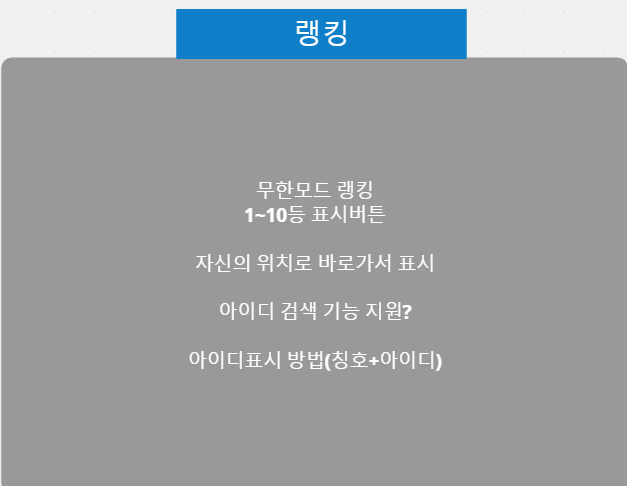 랭킹
무한모드 랭킹
1~10등 표시버튼
자신의 위치로 바로가서 표시
아이디 검색 기능 지원?
아이디표시 방법(칭호+아이디)